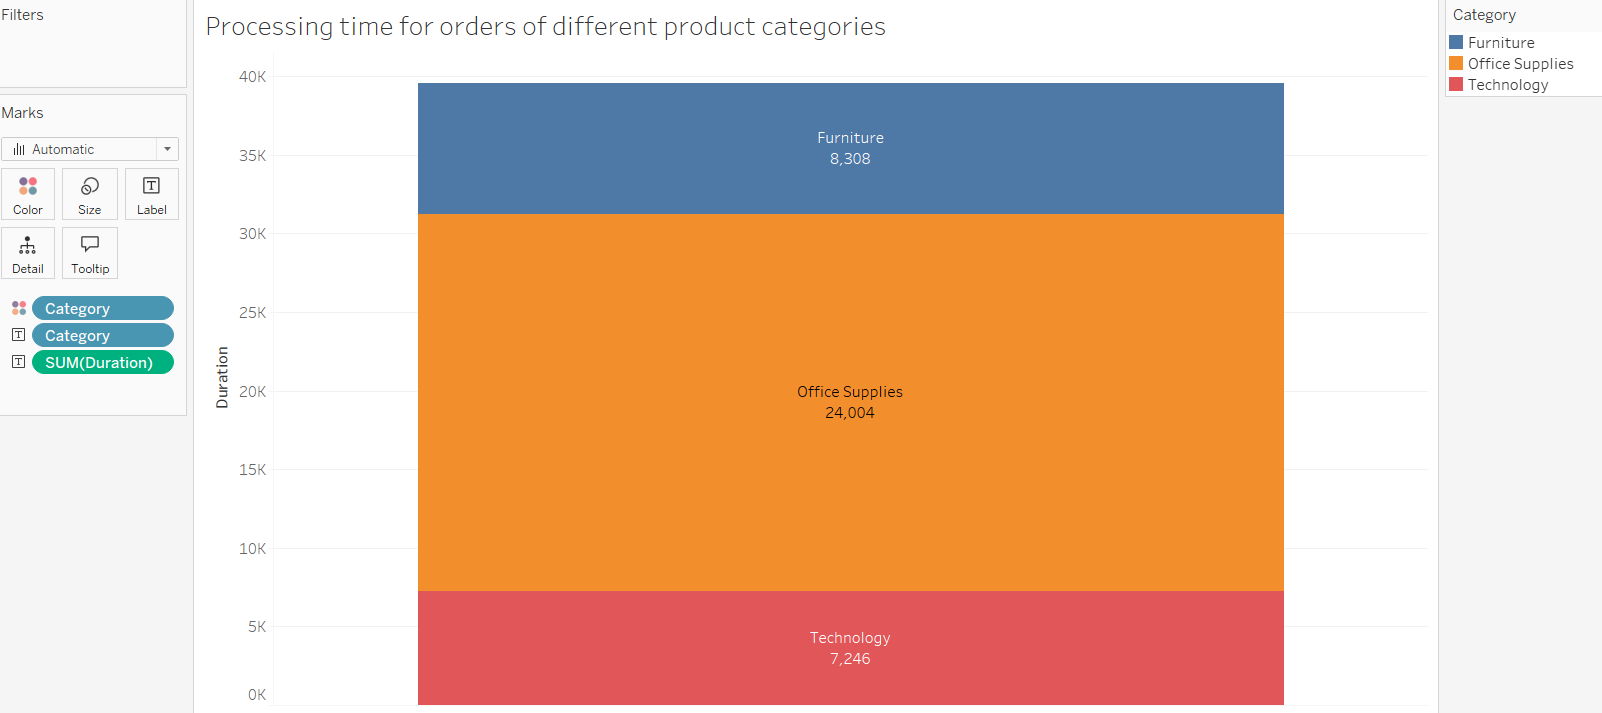 Filters
Marks
Automatic
Color
Size
Label
Detail
Tooltip
Category
Category
SUM(Duration)
Processing time for orders of different product categories
Duration
40K
35K
30K
25K
20K
15K
10K
5K
0K
Furniture
8,308
Office Supplies
24,004
Technology
7,246
Category
Furniture
Office Supplies
Technology